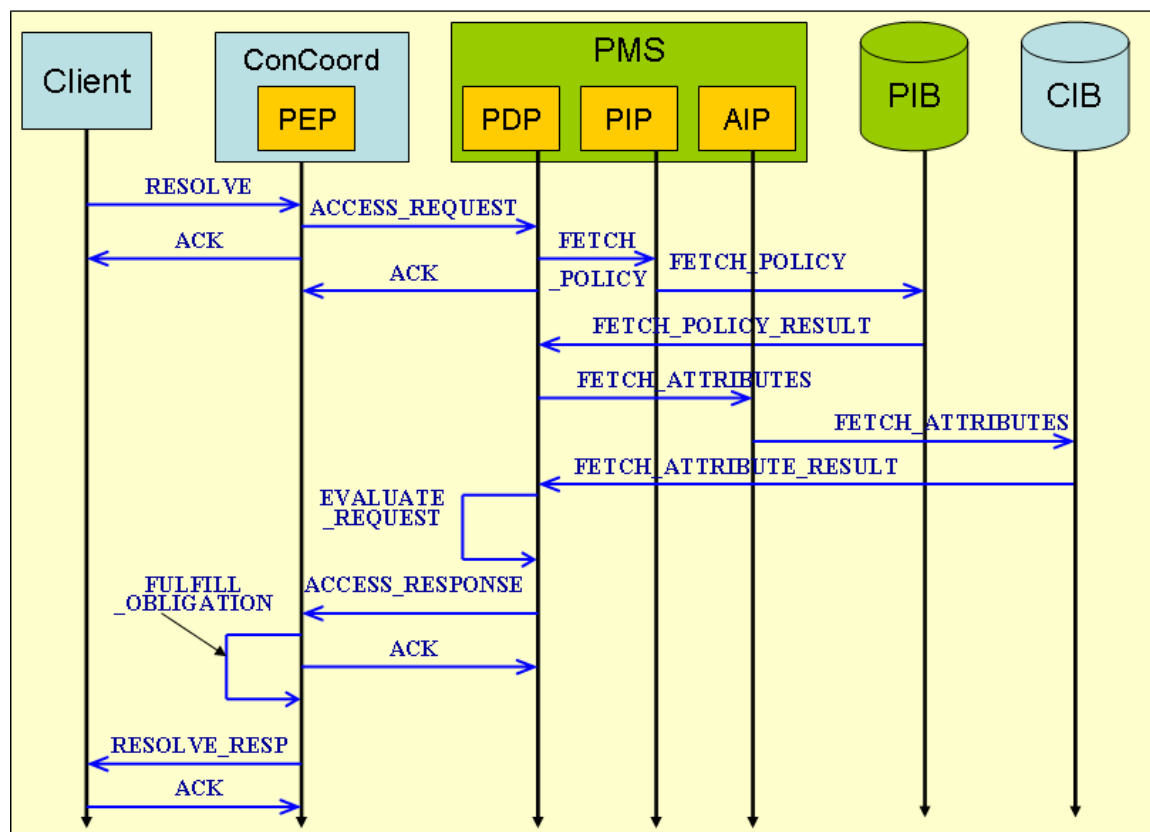 Client
ConCoord
PEP
PMS
PDP
PIP
AIP
PIB
CIB
RESOLVE
ACCESS_REQUEST
ACK
FETCH
_POLICY
FETCH_POLICY
ACK
FETCH_POLICY_RESULT
FETCH_ATTRIBUTES
FETCH_ATTRIBUTES
FETCH_ATTRIBUTE_RESULT
EVALUATE
_REQUEST
ACCESS_RESPONSE
FULFILL
_OBLIGATION
ACK
RESOLVE_RESP
ACK